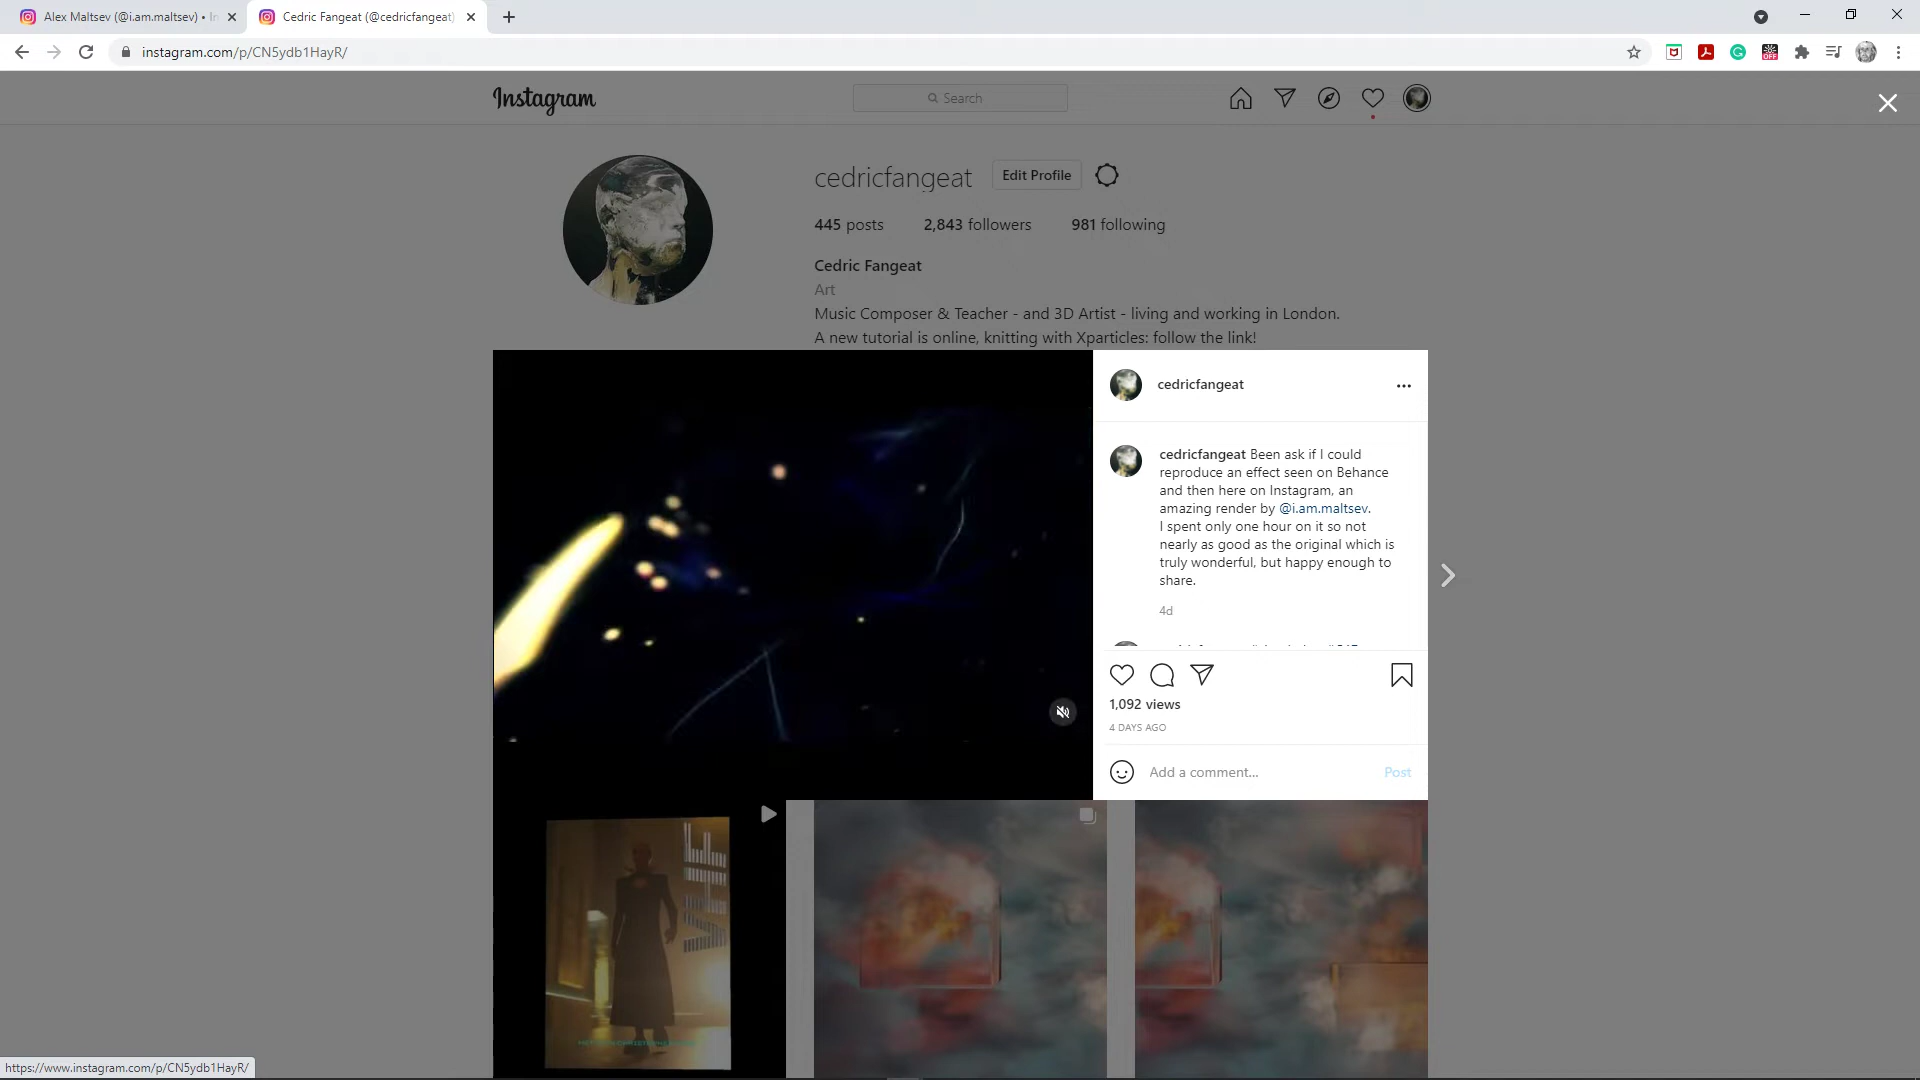 Alex Maltsev (@i.am.maltsev) • In
Cedric Fangeat (@cedricfangeat)
instagram.com/p/CN5ydb1HayR/
OFF
Instagram
Search
cedricfangeat
Edit Profile
445 posts
2,843 followers
981 following
Cedric Fangeat
Art
Music Composer & Teacher - and 3D Artist - living and working in London.
A new tutorial is online, knitting with Xparticles: follow the link!
cedricfangeat
cedricfangeat Been ask if I could
reproduce an effect seen on Behance
and then here on Instagram, an
amazing render by @i.am.maltsev.
I spent only one hour on it so not
nearly as good as the original which is
truly wonderful, but happy enough to
share.
4d
1,092 views
4 DAYS AGO
Add a comment...
Post
https://www.instagram.com/p/CN5ydb1HayR/